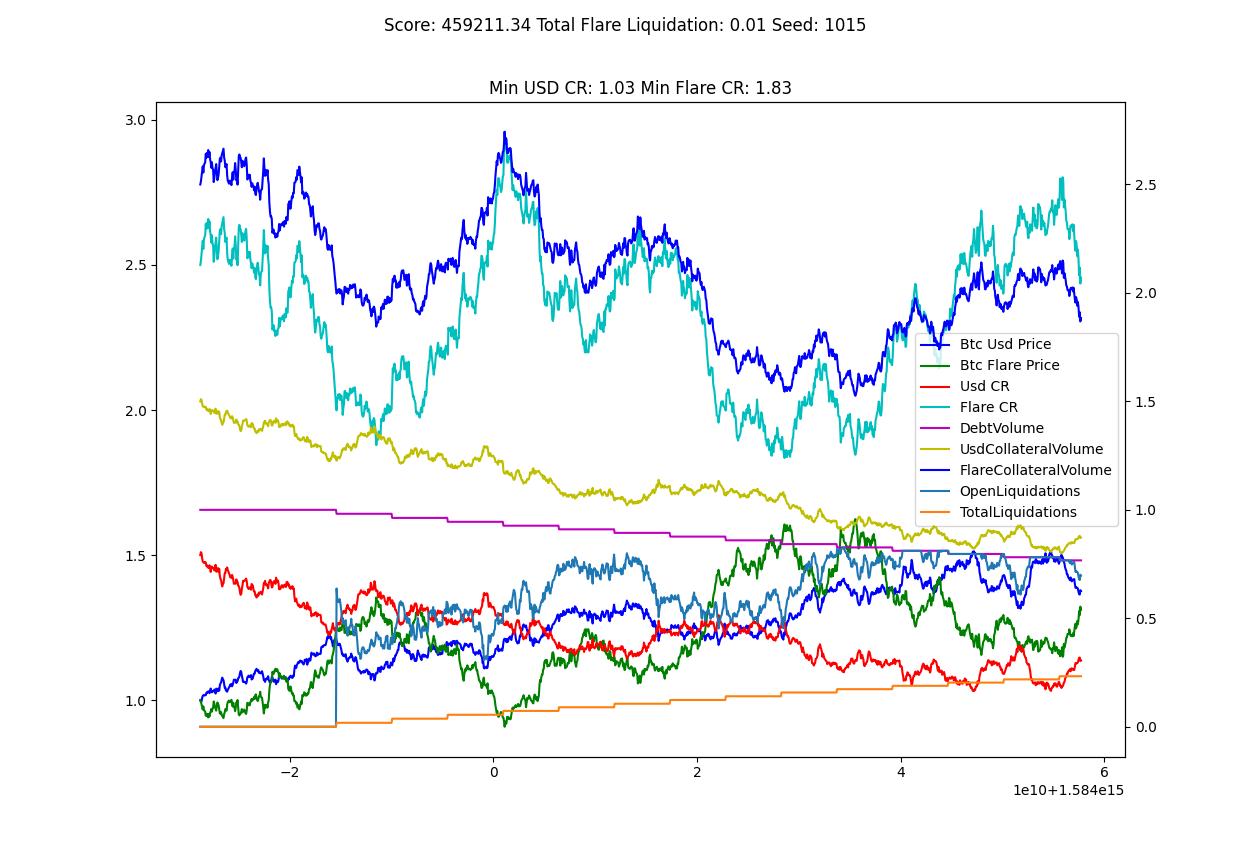 Score: 459211.34 Total Flare Liquidation: 0.01 Seed: 1015
Min USD CR: 1.03 Min Flare CR: 1.83
3.0
2.5
2.0
1.5
1.0
2.5
2.0
1.5
1.0
0.5
0.0
Btc Usd Price
Btc Flare Price
Usd CR
Flare CR
DebtVolume
UsdCollateralVolume
FlareCollateralVolume
OpenLiquidations
TotalLiquidations
−2 0 2 4 6
1e10+1.584e15